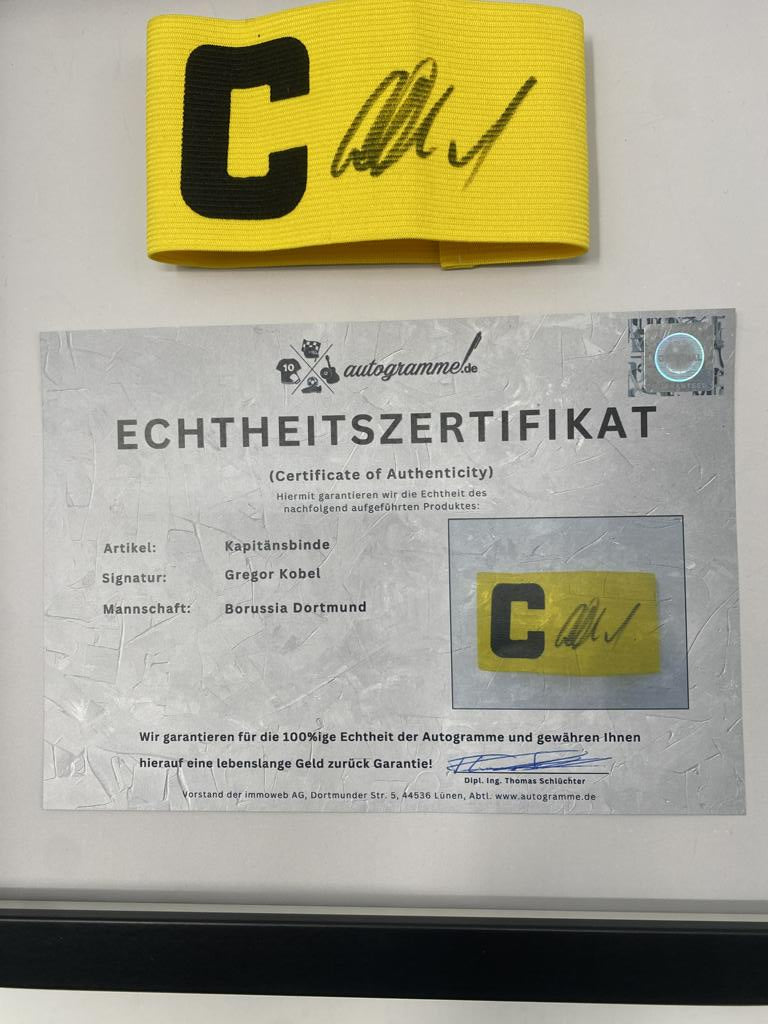 C
10
autogramme.de
ECHTHEITSZERTIFIKAT
(Certificate of Authenticity)
Hiermit garantieren wir die Echtheit des
nachfolgend aufgeführten Produktes:
Artikel: Kapitänsbinde
Signatur: Gregor Kobel
Mannschaft: Borussia Dortmund
C
Wir garantieren für die 100%ige Echtheit der Autogramme und gewähren Ihnen
hierauf eine lebenslange Geld zurück Garantie!
Dipl. Ing. Thomas Schlüchter
Vorstand der immoweb AG, Dortmunder Str. 5, 44536 Lünen, Abtl. www.autogramme.de